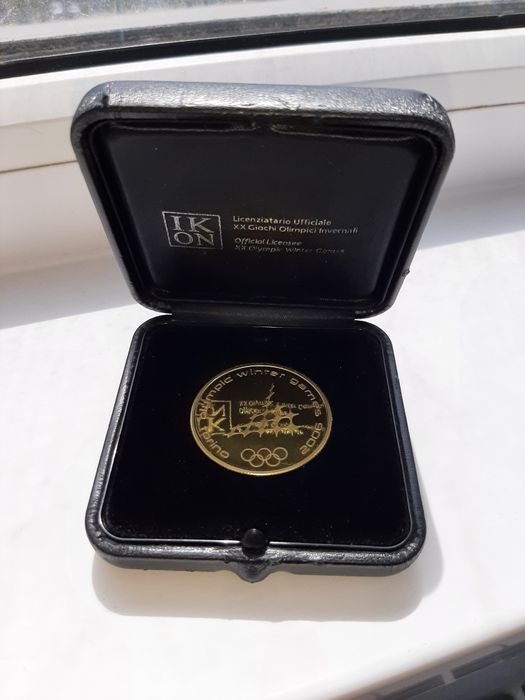 IK
ON
Licenziatario Ufficiale
XX Giochi Olimpici Invernali
Official Licensee
XX Olympic Winter Games
olympic winter games 2006